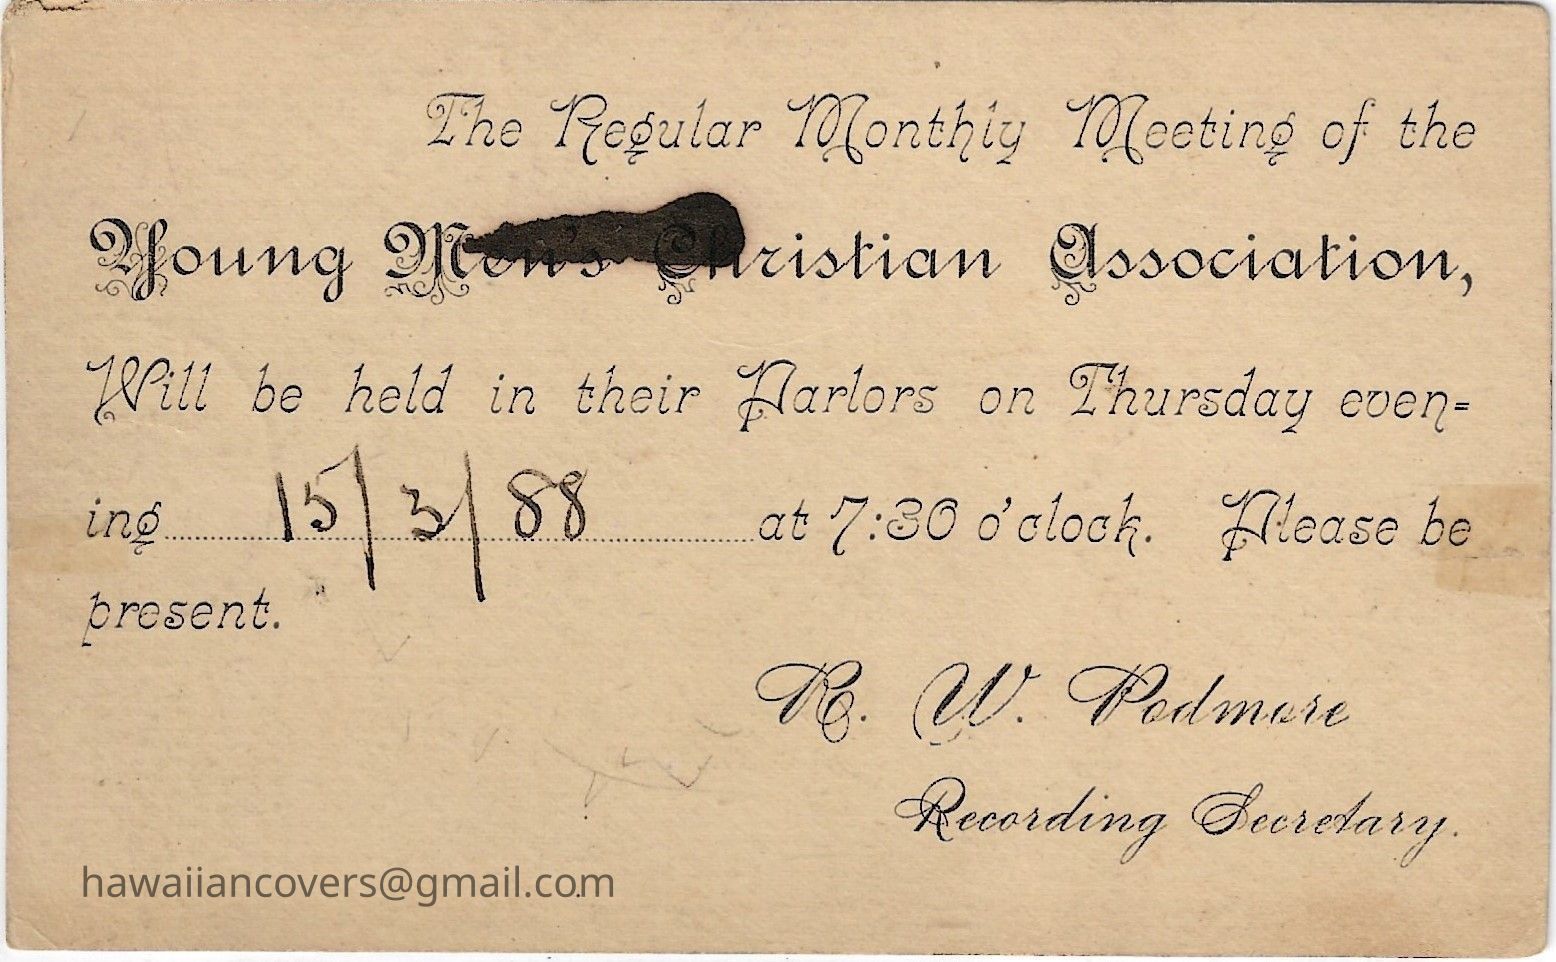 The Regular Monthly Meeting of the
Young Men's Christian Association,
Will be held in their Parlors on Thursday even=
ing 15/3/88 at 7:30 o'clock. Please be
present.
R. W. Podmore
Recording Secretary.
hawaiiancovers@gmail.com